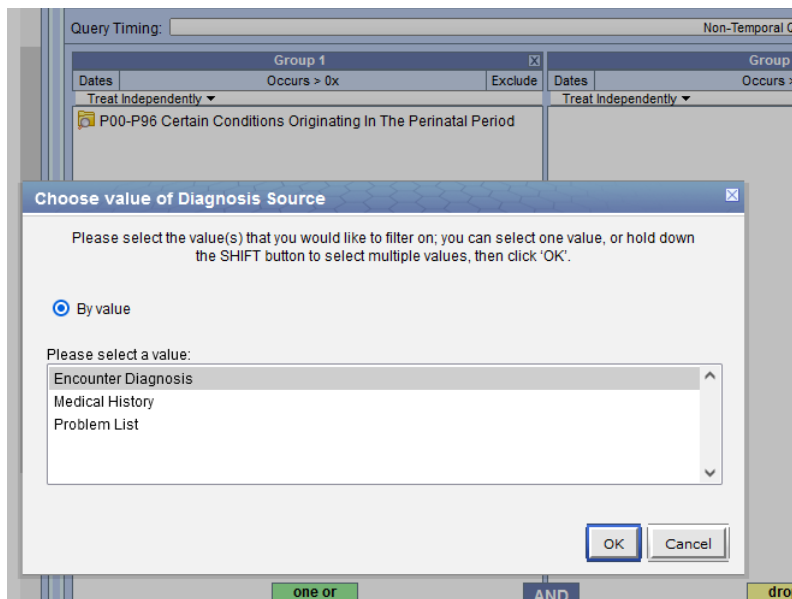 Query Timing: Non-Temporal
Group 1
Group
Dates Occurs > 0x Exclude Dates Occurs >
Treat Independently Treat Independently
P00-P96 Certain Conditions Originating In The Perinatal Period
Choose value of Diagnosis Source
Please select the value(s) that you would like to filter on; you can select one value, or hold down
the SHIFT button to select multiple values, then click 'OK'.
By value
Please select a value:
Encounter Diagnosis
Medical History
Problem List
OK Cancel
one or AND